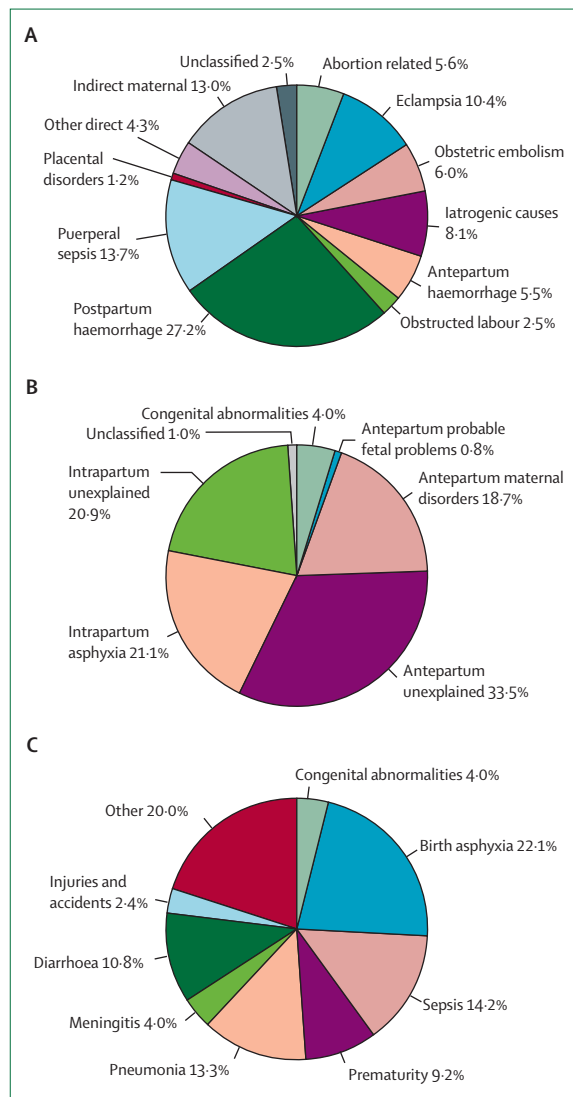 A
Unclassified 2·5%
Abortion related 5·6%
Indirect maternal 13·0%
Eclampsia 10·4%
Other direct 4·3%
Obstetric embolism
6·0%
Placental
disorders 1·2%
Iatrogenic causes
8·1%
Puerperal
sepsis 13·7%
Antepartum
haemorrhage 5·5%
Postpartum
haemorrhage 27·2%
Obstructed labour 2·5%
B
Congenital abnormalities 4·0%
Unclassified 1·0%
Antepartum probable
fetal problems 0·8%
Intrapartum
unexplained
20·9%
Antepartum maternal
disorders 18·7%
Intrapartum
asphyxia 21·1%
Antepartum
unexplained 33·5%
C
Congenital abnormalities 4·0%
Other 20·0%
Birth asphyxia 22·1%
Injuries and
accidents 2·4%
Diarrhoea 10·8%
Sepsis 14·2%
Meningitis 4·0%
Pneumonia 13·3%
Prematurity 9·2%